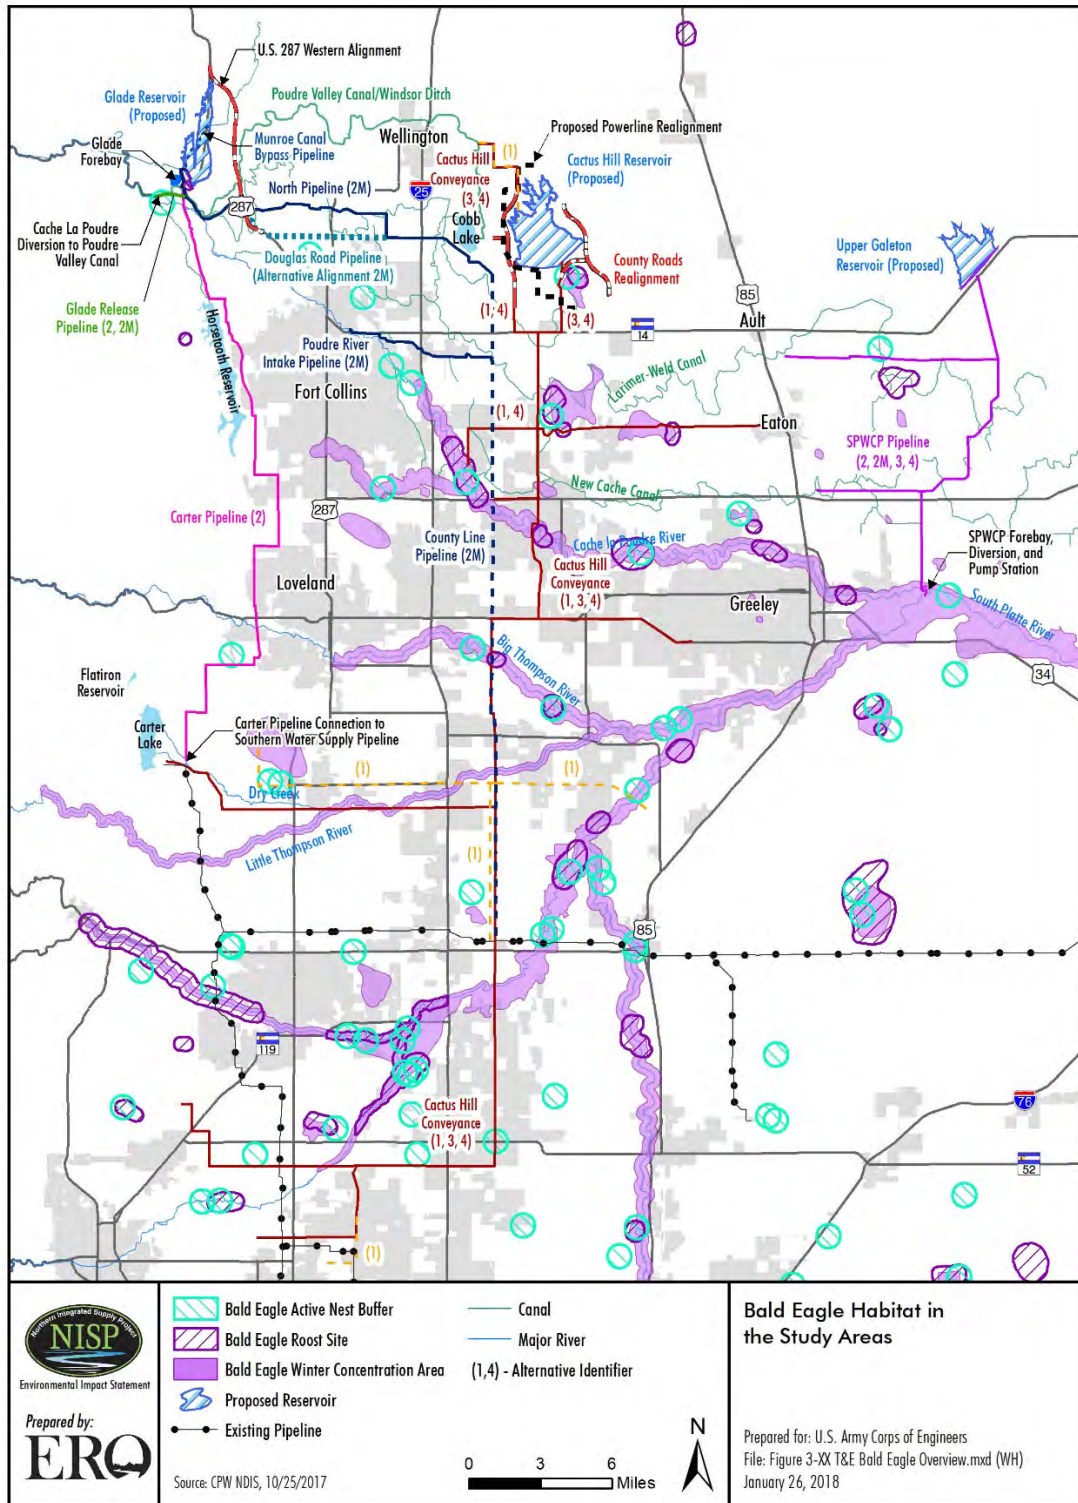 U.S. 287 Western Alignment
Glade Reservoir
(Proposed)
Poudre Valley Canal/Windsor Ditch
Glade
Forebay
Munroe Canal
Bypass Pipeline
Wellington
(1)
Proposed Powerline Realignment
Cactus Hill
Conveyance
(3, 4)
Cactus Hill Reservoir
(Proposed)
North Pipeline (2M)
25
287
Cobb
Lake
Cache La Poudre
Diversion to Poudre
Valley Canal
Douglas Road Pipeline
(Alternative Alignment 2M)
County Roads
Realignment
Upper Galeton
Reservoir (Proposed)
Glade Release
Pipeline (2, 2M)
85
(1, 4)
(3, 4)
14
Ault
Horsetooth Reservoir
Poudre River
Intake Pipeline (2M)
Fort Collins
Larimer-Weld Canal
(1, 4)
Eaton
SPWCP Pipeline
(2, 2M, 3, 4)
New Cache Canal
Carter Pipeline (2)
287
County Line
Pipeline (2M)
Cache la Poudre River
SPWCP Forebay,
Diversion, and
Pump Station
Loveland
Cactus Hill
Conveyance
(1, 3, 4)
Greeley
South Platte River
Big Thompson River
34
Flatiron
Reservoir
Carter
Lake
Carter Pipeline Connection to
Southern Water Supply Pipeline
(1)
(1)
Dry Creek
Little Thompson River
(1)
85
119
76
Cactus Hill
Conveyance
(1, 3, 4)
52
(1)
Northern Integrated Supply Project
NISP
Environmental Impact Statement
Prepared by:
ERO
Bald Eagle Active Nest Buffer
Bald Eagle Roost Site
Bald Eagle Winter Concentration Area
Proposed Reservoir
Existing Pipeline
Canal
Major River
(1,4) - Alternative Identifier
Source: CPW NDIS, 10/25/2017
0 3 6
Miles
N
Bald Eagle Habitat in
the Study Areas
Prepared for: U.S. Army Corps of Engineers
File: Figure 3-XX T&E Bald Eagle Overview.mxd (WH)
January 26, 2018